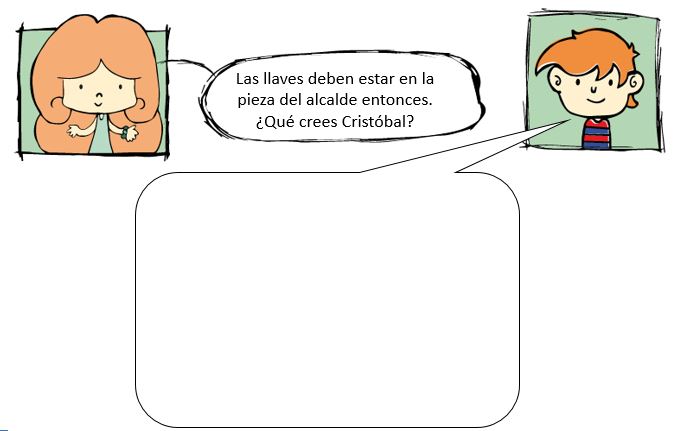 Las llaves deben estar en la
pieza del alcalde entonces.
¿Qué crees Cristóbal?